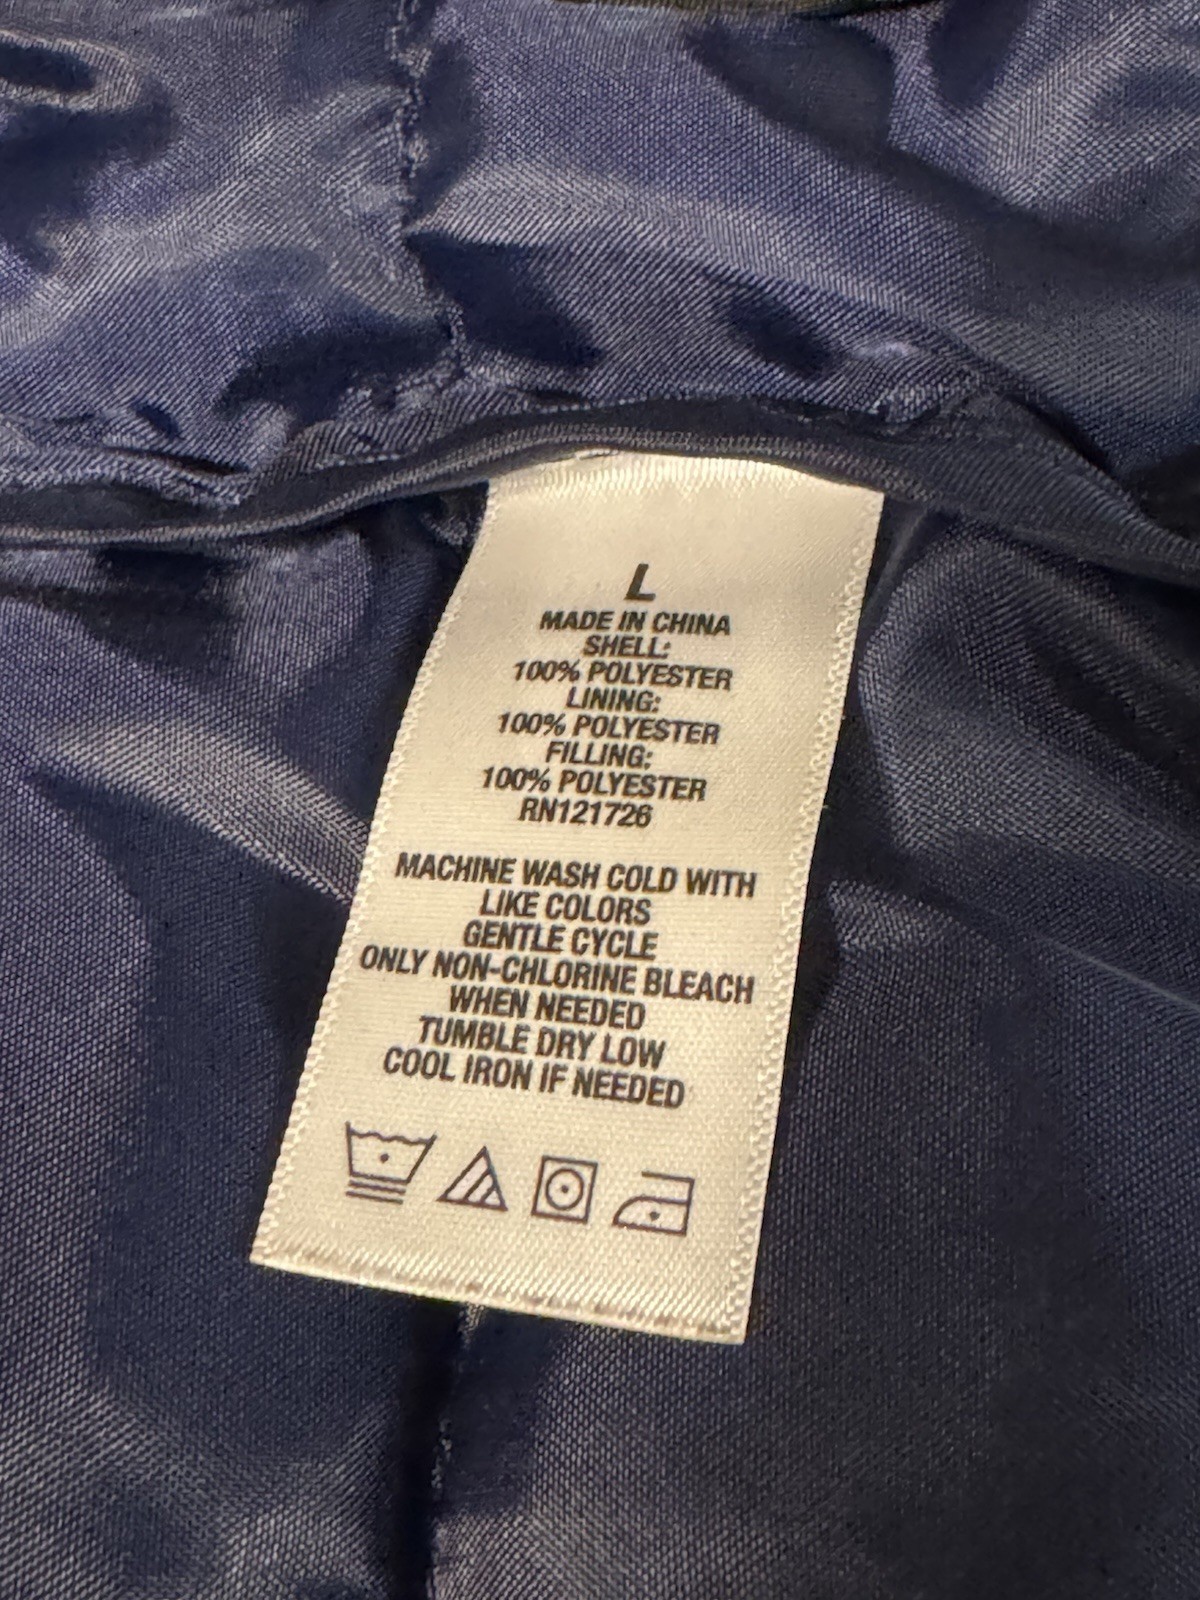 L
MADE IN CHINA
SHELL:
100% POLYESTER
LINING:
100% POLYESTER
FILLING:
100% POLYESTER
RN121726
MACHINE WASH COLD WITH
LIKE COLORS
GENTLE CYCLE
ONLY NON-CHLORINE BLEACH
WHEN NEEDED
TUMBLE DRY LOW
COOL IRON IF NEEDED